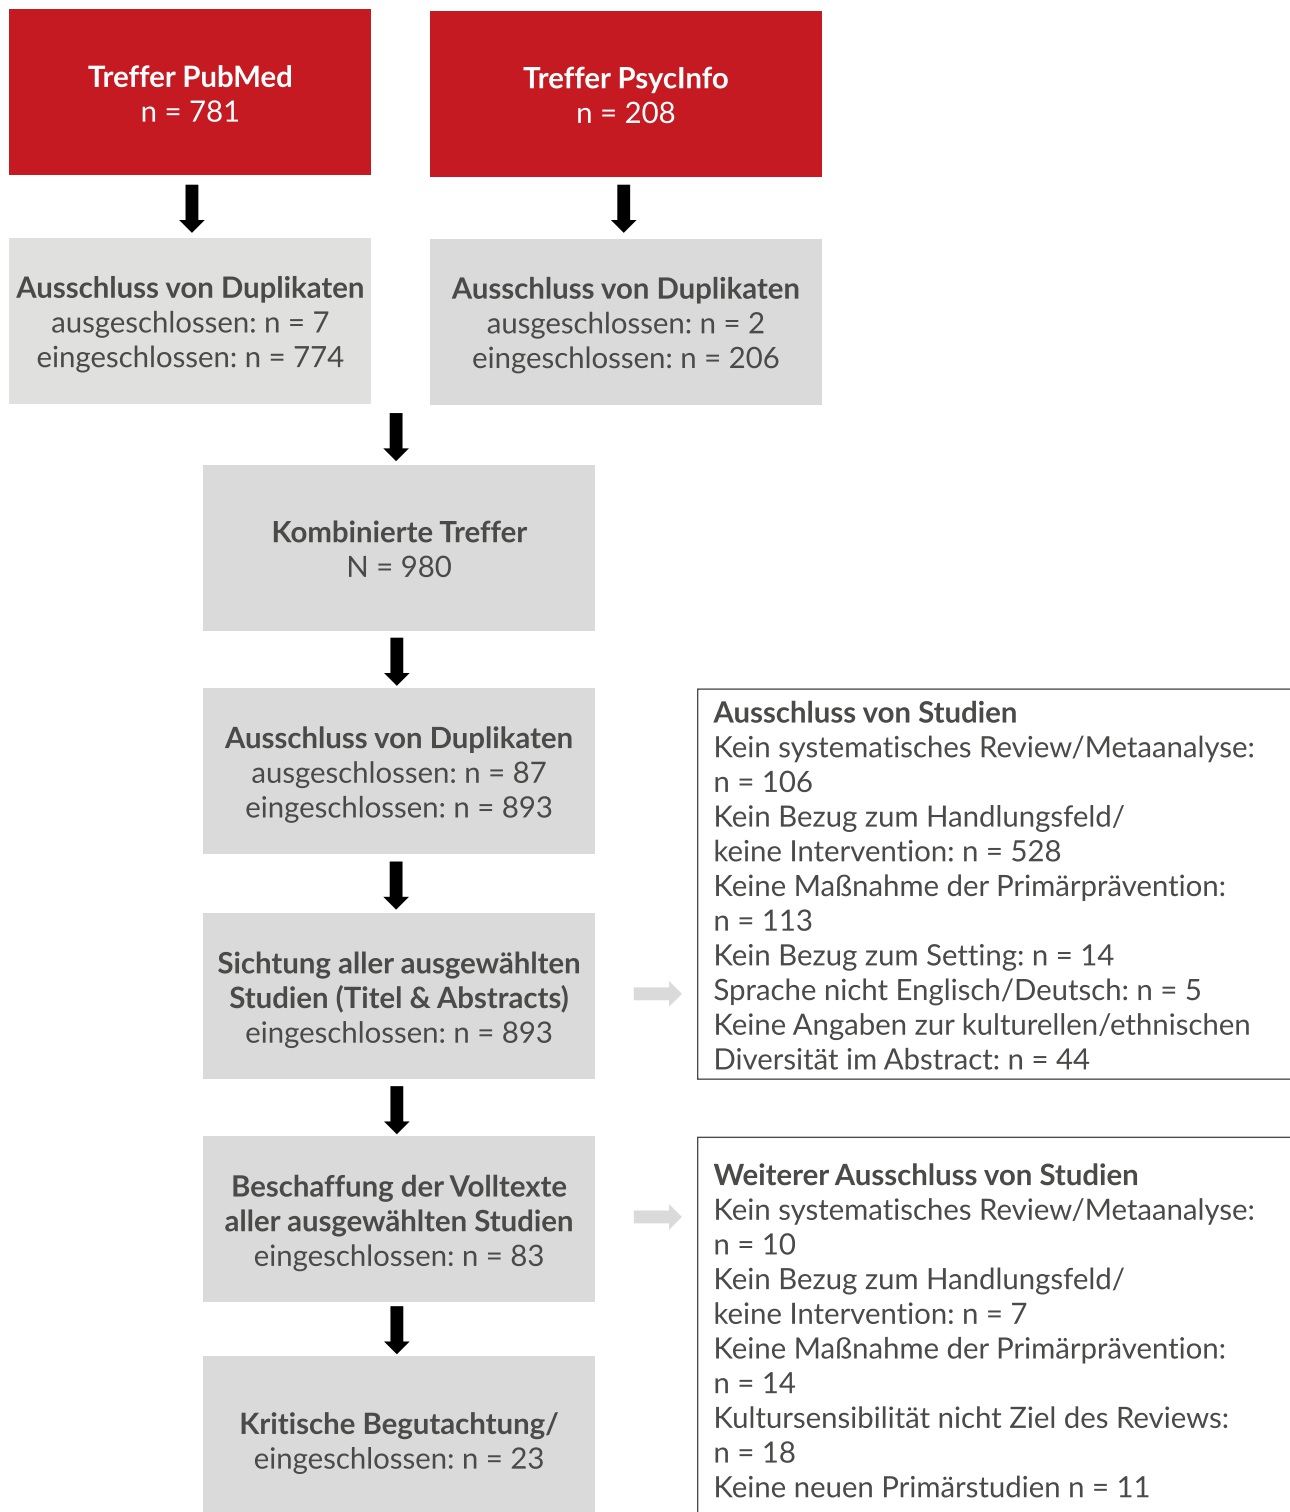 Treffer PubMed
n = 781
Treffer PsycInfo
n = 208
Ausschluss von Duplikaten
ausgeschlossen: n = 7
eingeschlossen: n = 774
Ausschluss von Duplikaten
ausgeschlossen: n = 2
eingeschlossen: n = 206
Kombinierte Treffer
N = 980
Ausschluss von Duplikaten
ausgeschlossen: n = 87
eingeschlossen: n = 893
Sichtung aller ausgewählten
Studien (Titel & Abstracts)
eingeschlossen: n = 893
Ausschluss von Studien
Kein systematisches Review/Metaanalyse:
n = 106
Kein Bezug zum Handlungsfeld/
keine Intervention: n = 528
Keine Maßnahme der Primärprävention:
n = 113
Kein Bezug zum Setting: n = 14
Sprache nicht Englisch/Deutsch: n = 5
Keine Angaben zur kulturellen/ethnischen
Diversität im Abstract: n = 44
Beschaffung der Volltexte
aller ausgewählten Studien
eingeschlossen: n = 83
Weiterer Ausschluss von Studien
Kein systematisches Review/Metaanalyse:
n = 10
Kein Bezug zum Handlungsfeld/
keine Intervention: n = 7
Keine Maßnahme der Primärprävention:
n = 14
Kultursensibilität nicht Ziel des Reviews:
n = 18
Keine neuen Primärstudien n = 11
Kritische Begutachtung/
eingeschlossen: n = 23